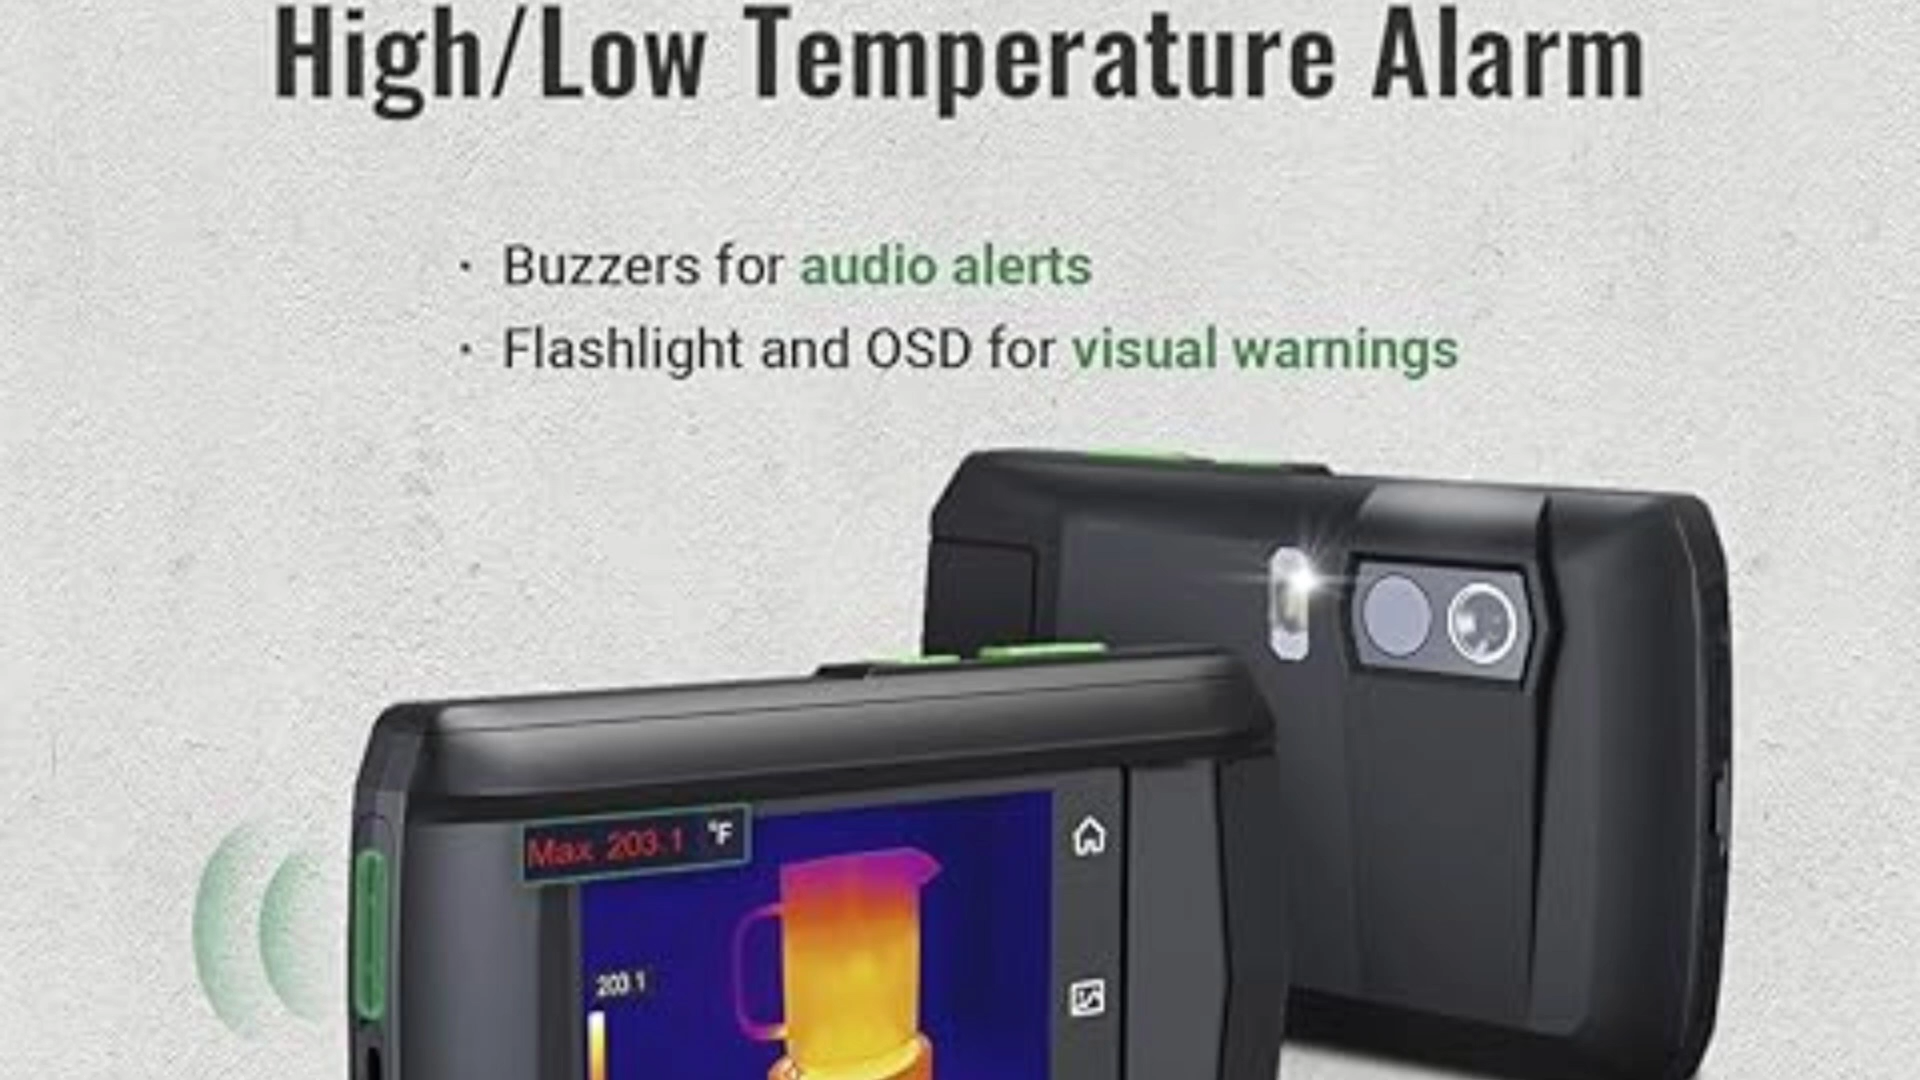 High/Low Temperature Alarm
· Buzzers for audio alerts
· Flashlight and OSD for visual warnings
Max 203.1 °F
203.1